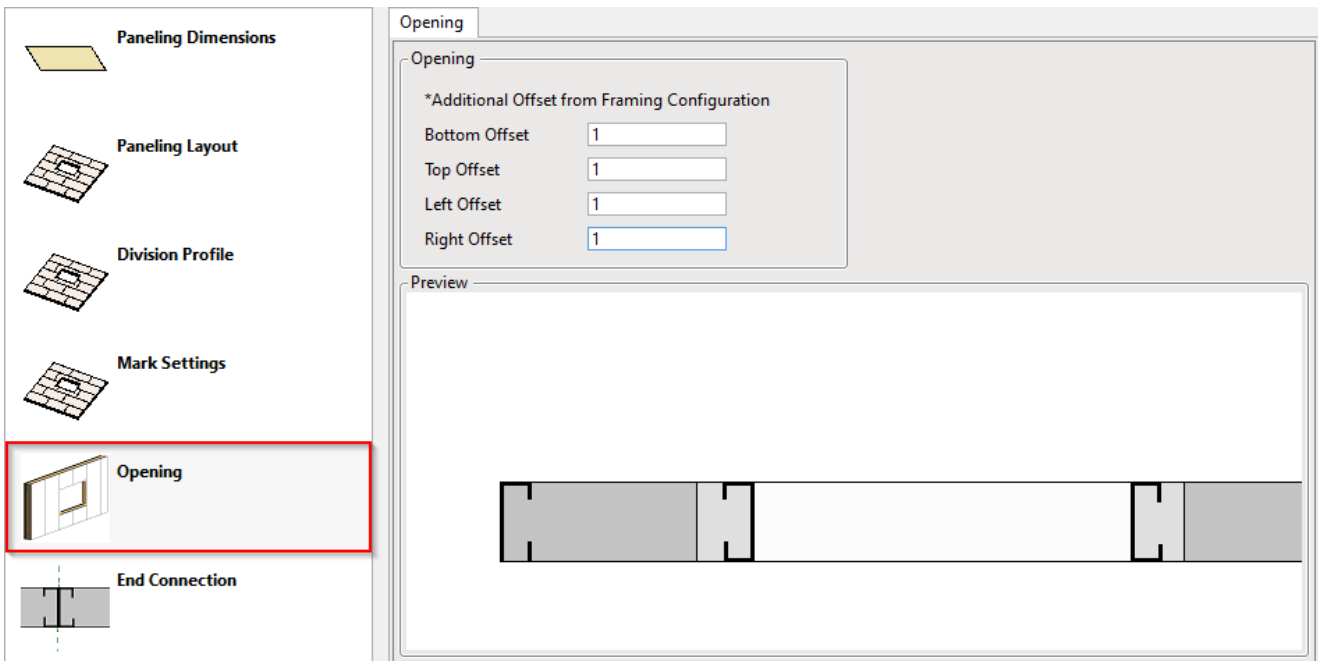 Paneling Dimensions
Paneling Layout
Division Profile
Mark Settings
Opening
End Connection
Opening
Opening
*Additional Offset from Framing Configuration
Bottom Offset 1
Top Offset 1
Left Offset 1
Right Offset 1
Preview